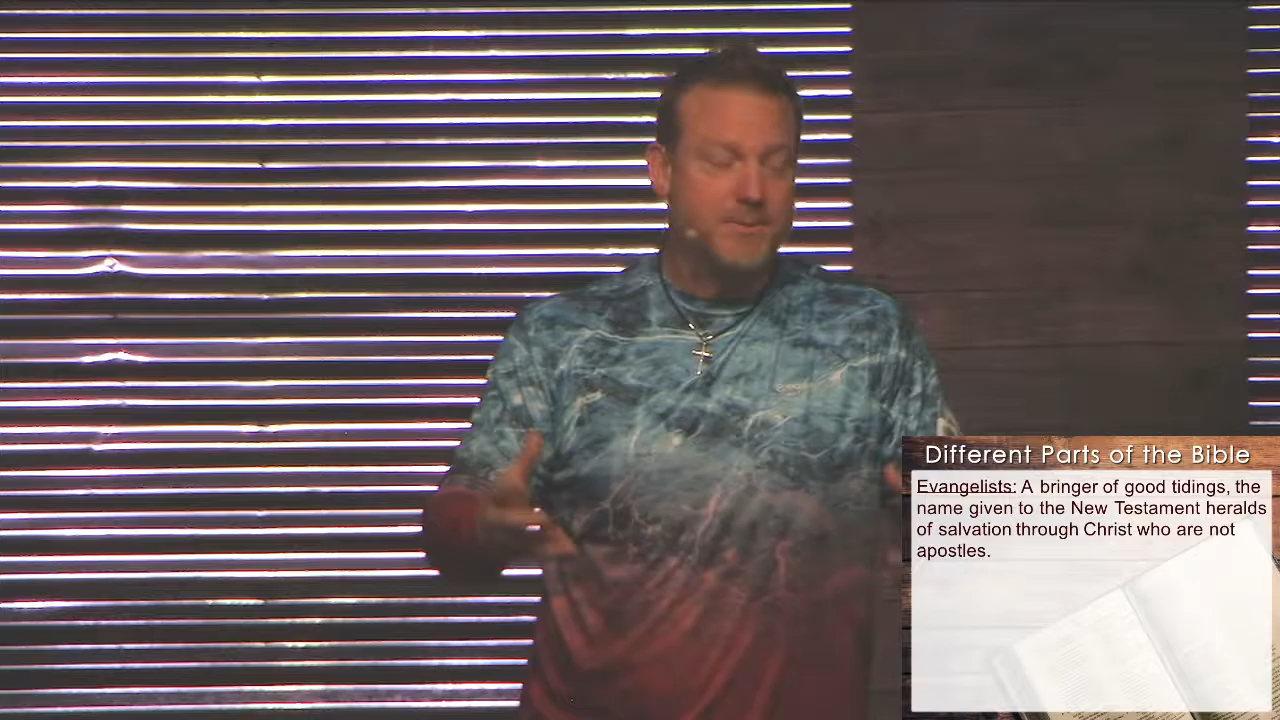 Different Parts of the Bible
Evangelists: A bringer of good tidings, the
name given to the New Testament heralds
of salvation through Christ who are not
apostles.